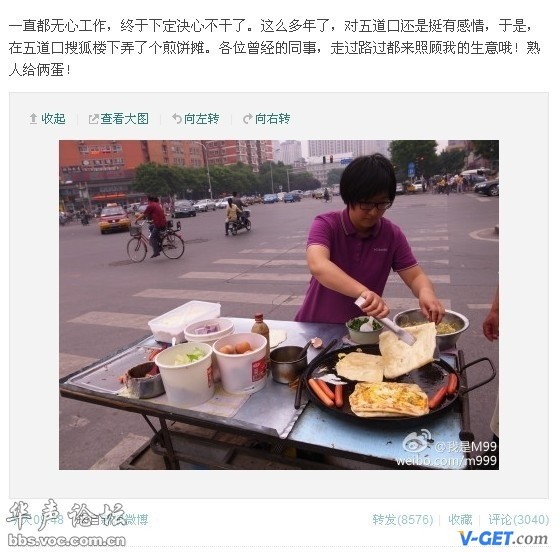 一直都无心工作，终于下定决心不干了。这么多年了，对五道口还是挺有感情，于是，
在五道口搜狐楼下弄了个煎饼摊。各位曾经的同事，走过路过都来照顾我的生意哦！熟
人给俩蛋！
收起 查看大图 向左转 向右转
@我是M99
weibo.com/m999
华声论坛
微博
转发(8576) 收藏 评论(3040)
bbs.voc.com.cn
V-GET.com